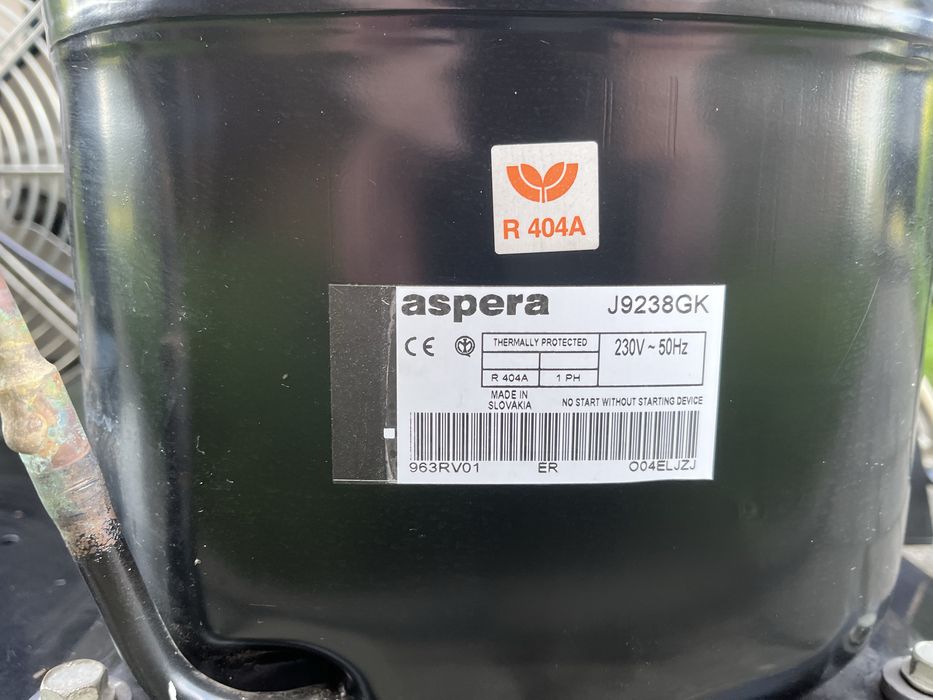 R 404A
aspera J9238GK
CE THERMALLY PROTECTED 230V ~ 50Hz
R 404A 1 PH
MADE IN
SLOVAKIA NO START WITHOUT STARTING DEVICE
963RV01 ER O04ELJZJ